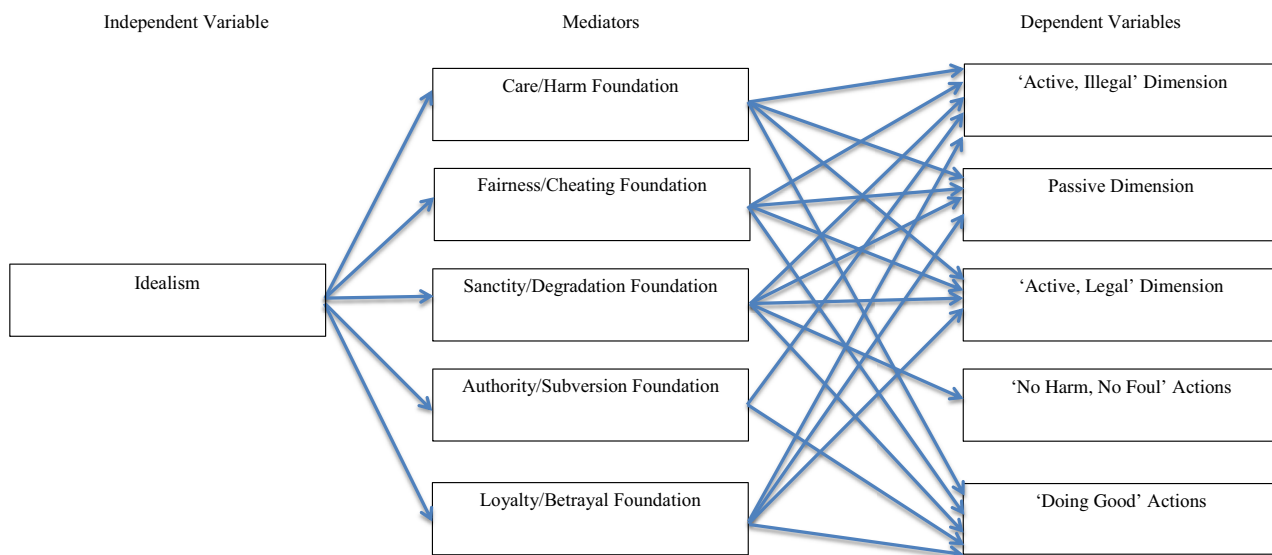 Independent Variable
Mediators
Dependent Variables
Care/Harm Foundation
‘Active, Illegal’ Dimension
Fairness/Cheating Foundation
Passive Dimension
Idealism
Sanctity/Degradation Foundation
‘Active, Legal’ Dimension
Authority/Subversion Foundation
‘No Harm, No Foul’ Actions
Loyalty/Betrayal Foundation
‘Doing Good’ Actions